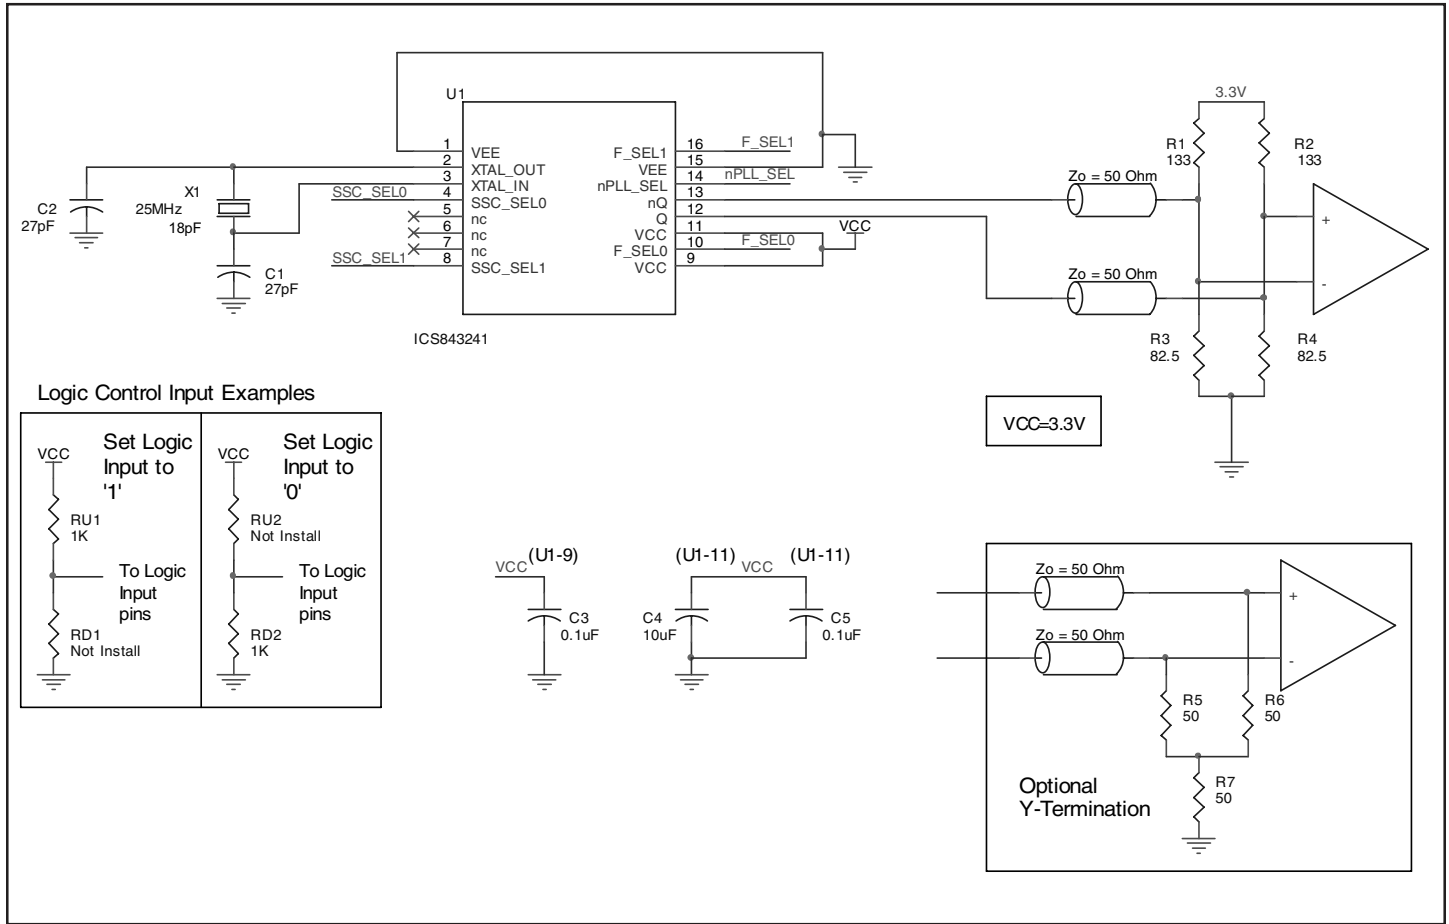 U1
1
VEE
2
XTAL_OUT
3
XTAL_IN
4
SSC_SEL0
5
nc
6
nc
7
nc
8
SSC_SEL1
F_SEL1
16
F_SEL1
VEE
15
nPLL_SEL
14
nPLL_SEL
nQ
13
Q
12
VCC
11
F_SEL0
10
F_SEL0
VCC
9
VCC
SSC_SEL0
SSC_SEL1
ICS843241
C2
27pF
X1
25MHz
18pF
C1
27pF
3.3V
R1
133
R2
133
Zo = 50 Ohm
Zo = 50 Ohm
+
-
R3
82.5
R4
82.5
VCC=3.3V
Logic Control Input Examples
VCC
Set Logic
Input to
'1'
RU1
1K
To Logic
Input
pins
RD1
Not Install
VCC
Set Logic
Input to
'0'
RU2
Not Install
To Logic
Input
pins
RD2
1K
VCC
(U1-9)
C3
0.1uF
(U1-11)
VCC
(U1-11)
C4
10uF
C5
0.1uF
Zo = 50 Ohm
Zo = 50 Ohm
+
-
R5
50
R6
50
R7
50
Optional
Y-Termination